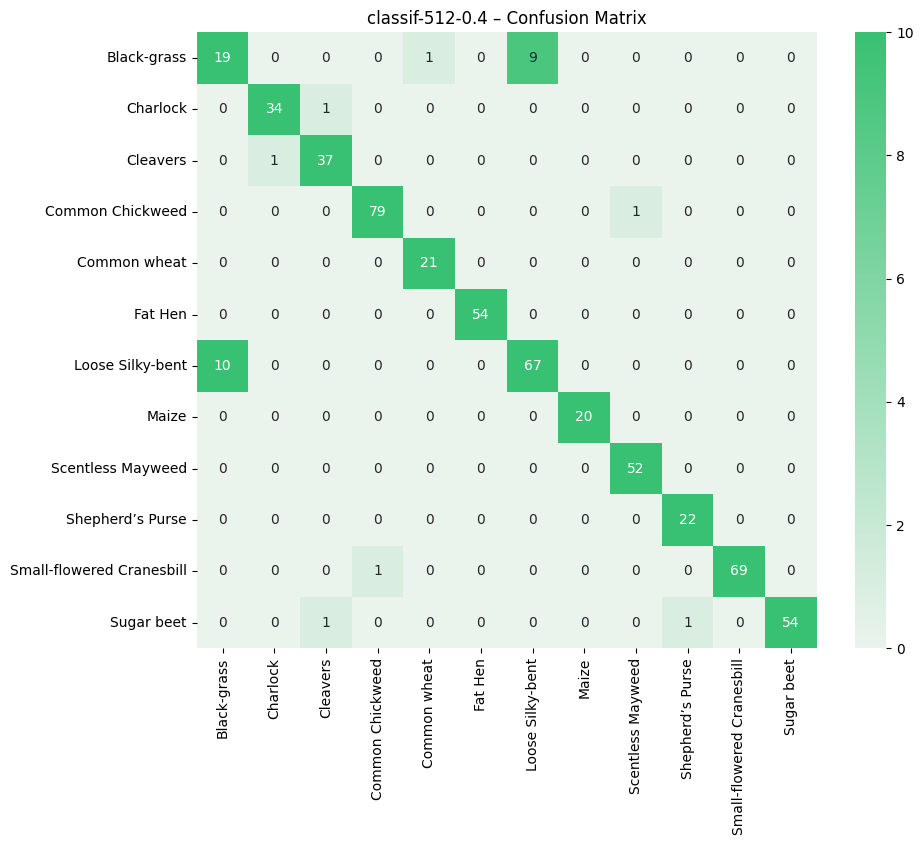 classif-512-0.4 – Confusion Matrix
Black-grass 19 0 0 0 1 0 9 0 0 0 0 0
Charlock 0 34 1 0 0 0 0 0 0 0 0 0
Cleavers 0 1 37 0 0 0 0 0 0 0 0 0
Common Chickweed 0 0 0 79 0 0 0 0 1 0 0 0
Common wheat 0 0 0 0 21 0 0 0 0 0 0 0
Fat Hen 0 0 0 0 0 54 0 0 0 0 0 0
Loose Silky-bent 10 0 0 0 0 0 67 0 0 0 0 0
Maize 0 0 0 0 0 0 0 20 0 0 0 0
Scentless Mayweed 0 0 0 0 0 0 0 0 52 0 0 0
Shepherd’s Purse 0 0 0 0 0 0 0 0 0 22 0 0
Small-flowered Cranesbill 0 0 0 1 0 0 0 0 0 0 69 0
Sugar beet 0 0 1 0 0 0 0 0 0 1 0 54
Black-grass
Charlock
Cleavers
Common Chickweed
Common wheat
Fat Hen
Loose Silky-bent
Maize
Scentless Mayweed
Shepherd’s Purse
Small-flowered Cranesbill
Sugar beet
10
8
6
4
2
0